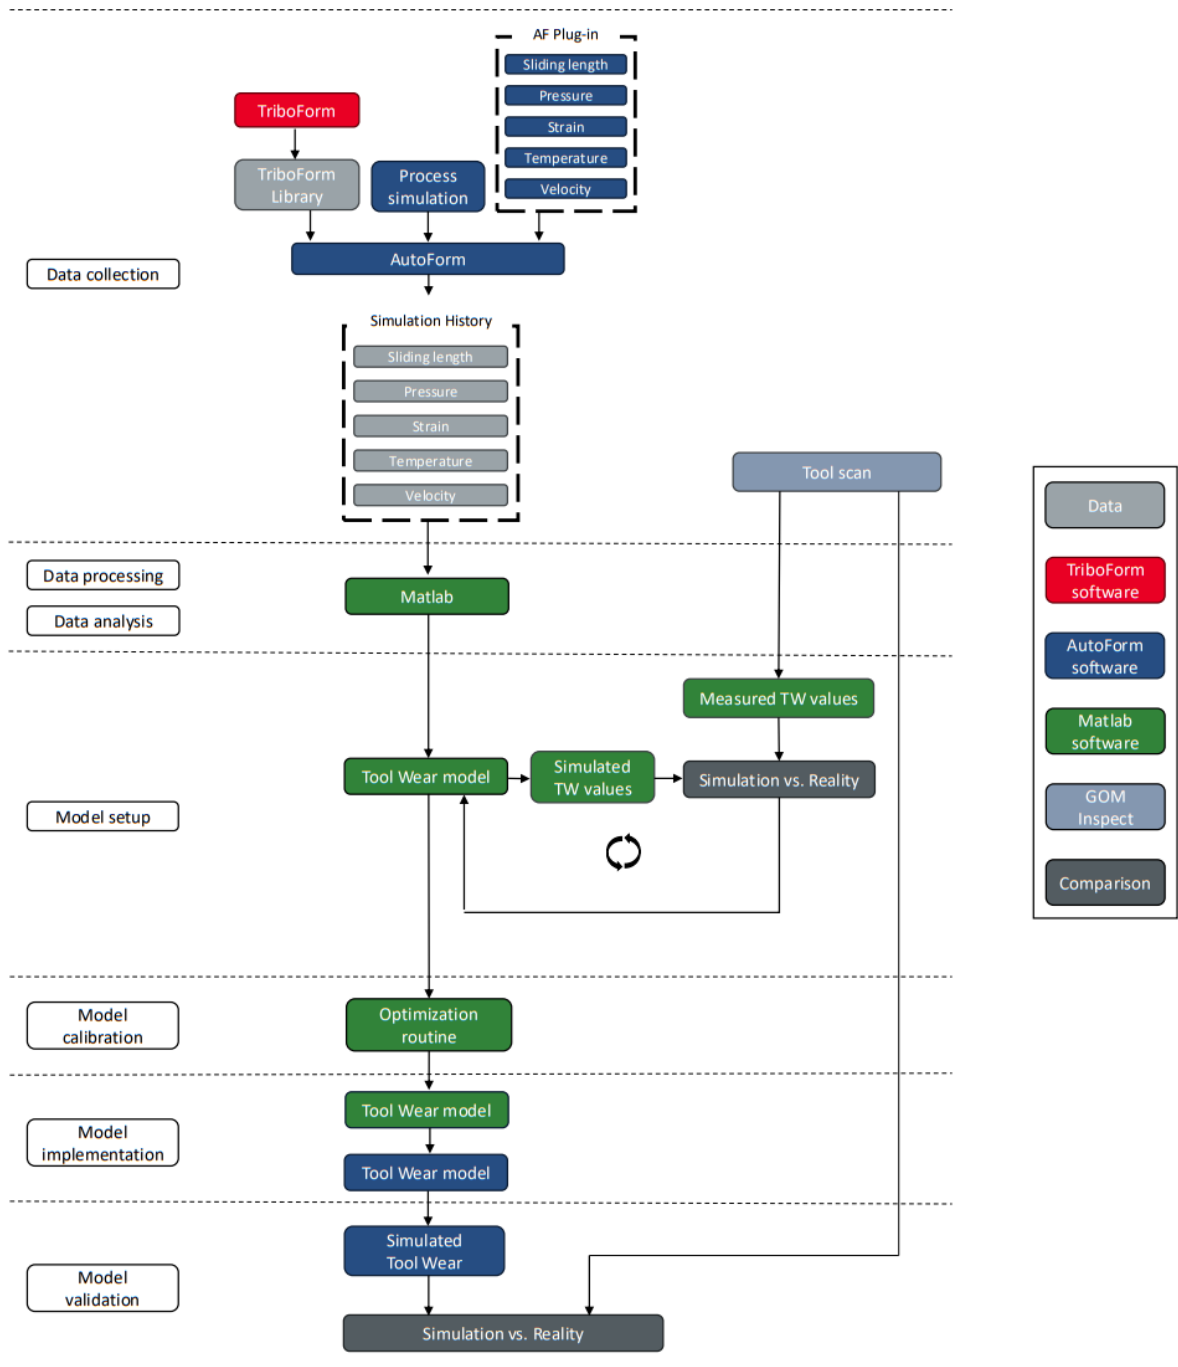 AF Plug-in
Sliding length
Pressure
Strain
Temperature
Velocity
TriboForm
TriboForm
Library
Process
simulation
AutoForm
Data collection
Simulation History
Sliding length
Pressure
Strain
Temperature
Velocity
Tool scan
Data processing
Data analysis
Matlab
Measured TW values
Tool Wear model
Simulated
TW values
Simulation vs. Reality
Model setup
Model
calibration
Optimization
routine
Model
implementation
Tool Wear model
Tool Wear model
Model
validation
Simulated
Tool Wear
Simulation vs. Reality
Data
TriboForm
software
AutoForm
software
Matlab
software
GOM
Inspect
Comparison